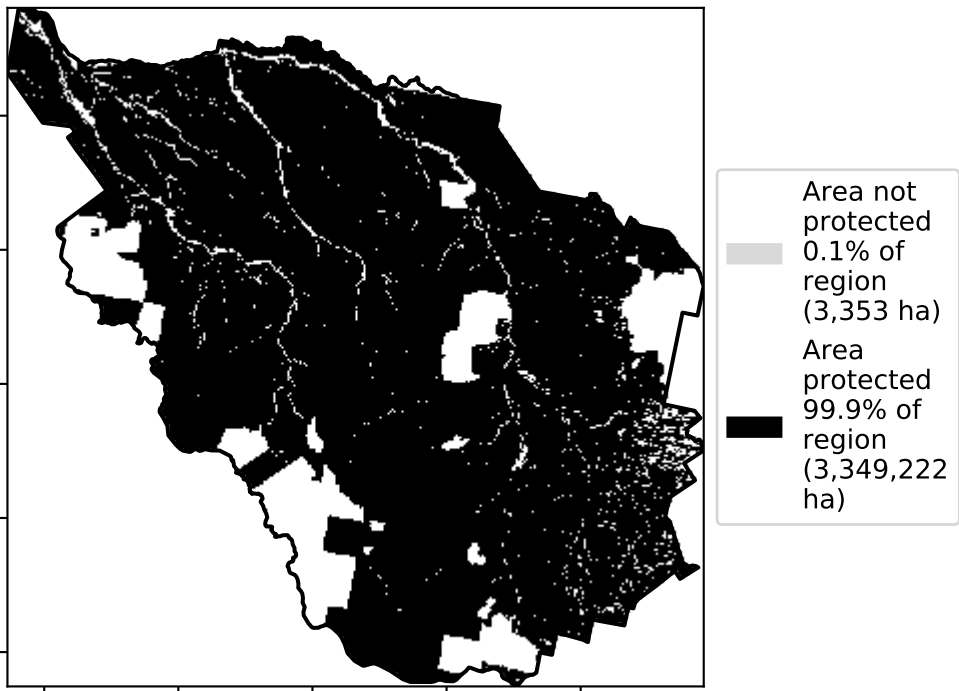 Area not
protected
0.1% of
region
(3,353 ha)
Area
protected
99.9% of
region
(3,349,222
ha)